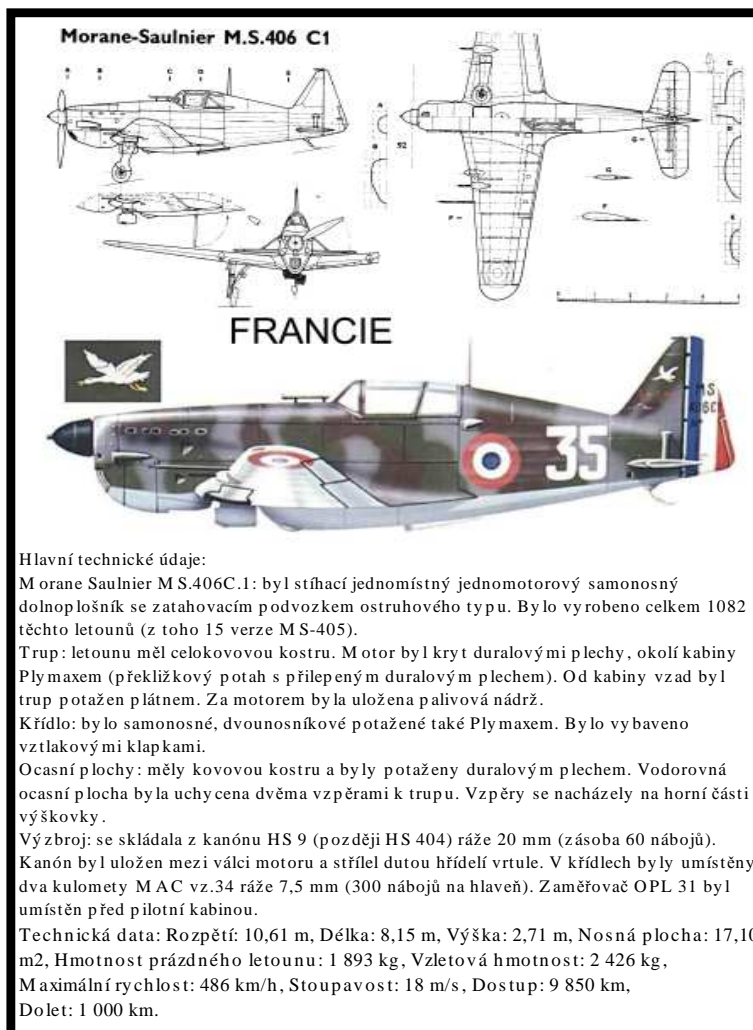 Morane-Saulnier M.S.406 C1
A B C D E
A
B
C
D
E
G
F
G
F
FRANCIE
MS
406C1
35
Hlavní technické údaje:
Morane Saulnier MS.406C.1: byl stíhací jednomístný jednomotorový samonosný
dolnoplošník se zatahovacím podvozkem ostruhového typu. Bylo vyrobeno celkem 1082
těchto letounů (z toho 15 verze MS-405).
Trup: letounu měl celokovovou kostru. Motor byl kryt duralovými plechy, okolí kabiny
Plymaxem (překližkový potah s přilepeným duralovým plechem). Od kabiny vzad byl
trup potažen plátnem. Za motorem byla uložena palivová nádrž.
Křídlo: bylo samonosné, dvounosníkové potažené také Plymaxem. Bylo vybaveno
vztlakovými klapkami.
Ocasní plochy: měly kovovou kostru a byly potaženy duralovým plechem. Vodorovná
ocasní plocha byla uchycena dvěma vzpěrami k trupu. Vzpěry se nacházely na horní části
výškovky.
Výzbroj: se skládala z kanónu HS 9 (později HS 404) ráže 20 mm (zásoba 60 nábojů).
Kanón byl uložen mezi válci motoru a střílel dutou hřídelí vrtule. V křídlech byly umístěny
dva kulomety MAC vz.34 ráže 7,5 mm (300 nábojů na hlaveň). Zaměřovač OPL 31 byl
umístěn před pilotní kabinou.
Technická data: Rozpětí: 10,61 m, Délka: 8,15 m, Výška: 2,71 m, Nosná plocha: 17,10
m2, Hmotnost prázdného letounu: 1 893 kg, Vzletová hmotnost: 2 426 kg,
Maximální rychlost: 486 km/h, Stoupavost: 18 m/s, Dostup: 9 850 km,
Dolet: 1 000 km.